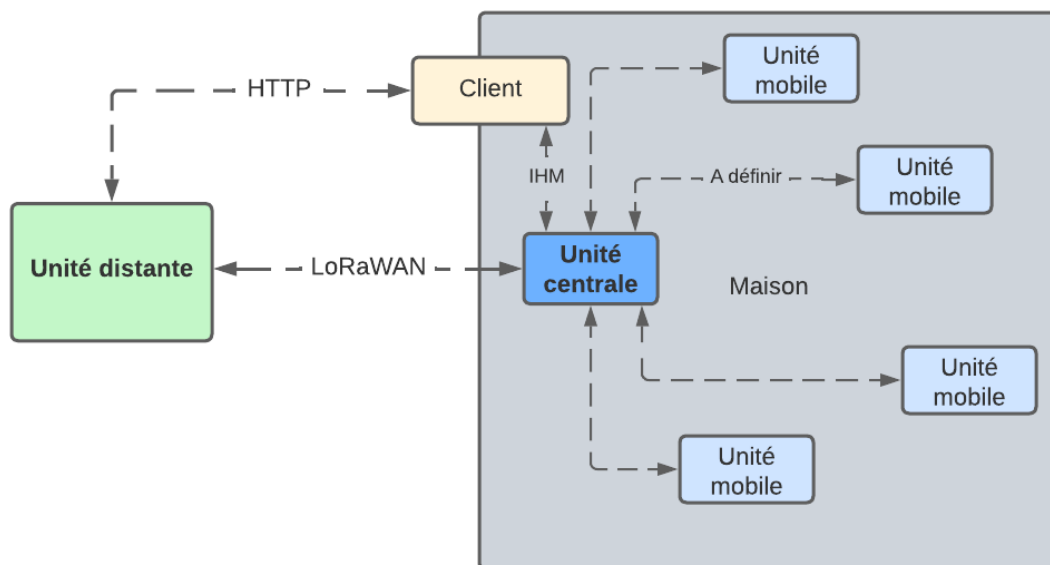 Unité
mobile
HTTP
Client
IHM
A définir
Unité
mobile
Unité distante
LoRaWAN
Unité
centrale
Maison
Unité
mobile
Unité
mobile